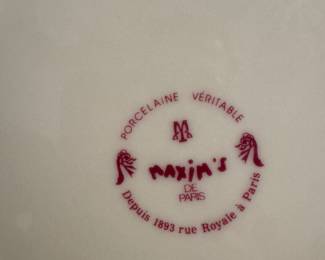 PORCELAINE VÉRITABLE
M
MAXIM'S
DE
PARIS
Depuis 1893 rue Royale à Paris